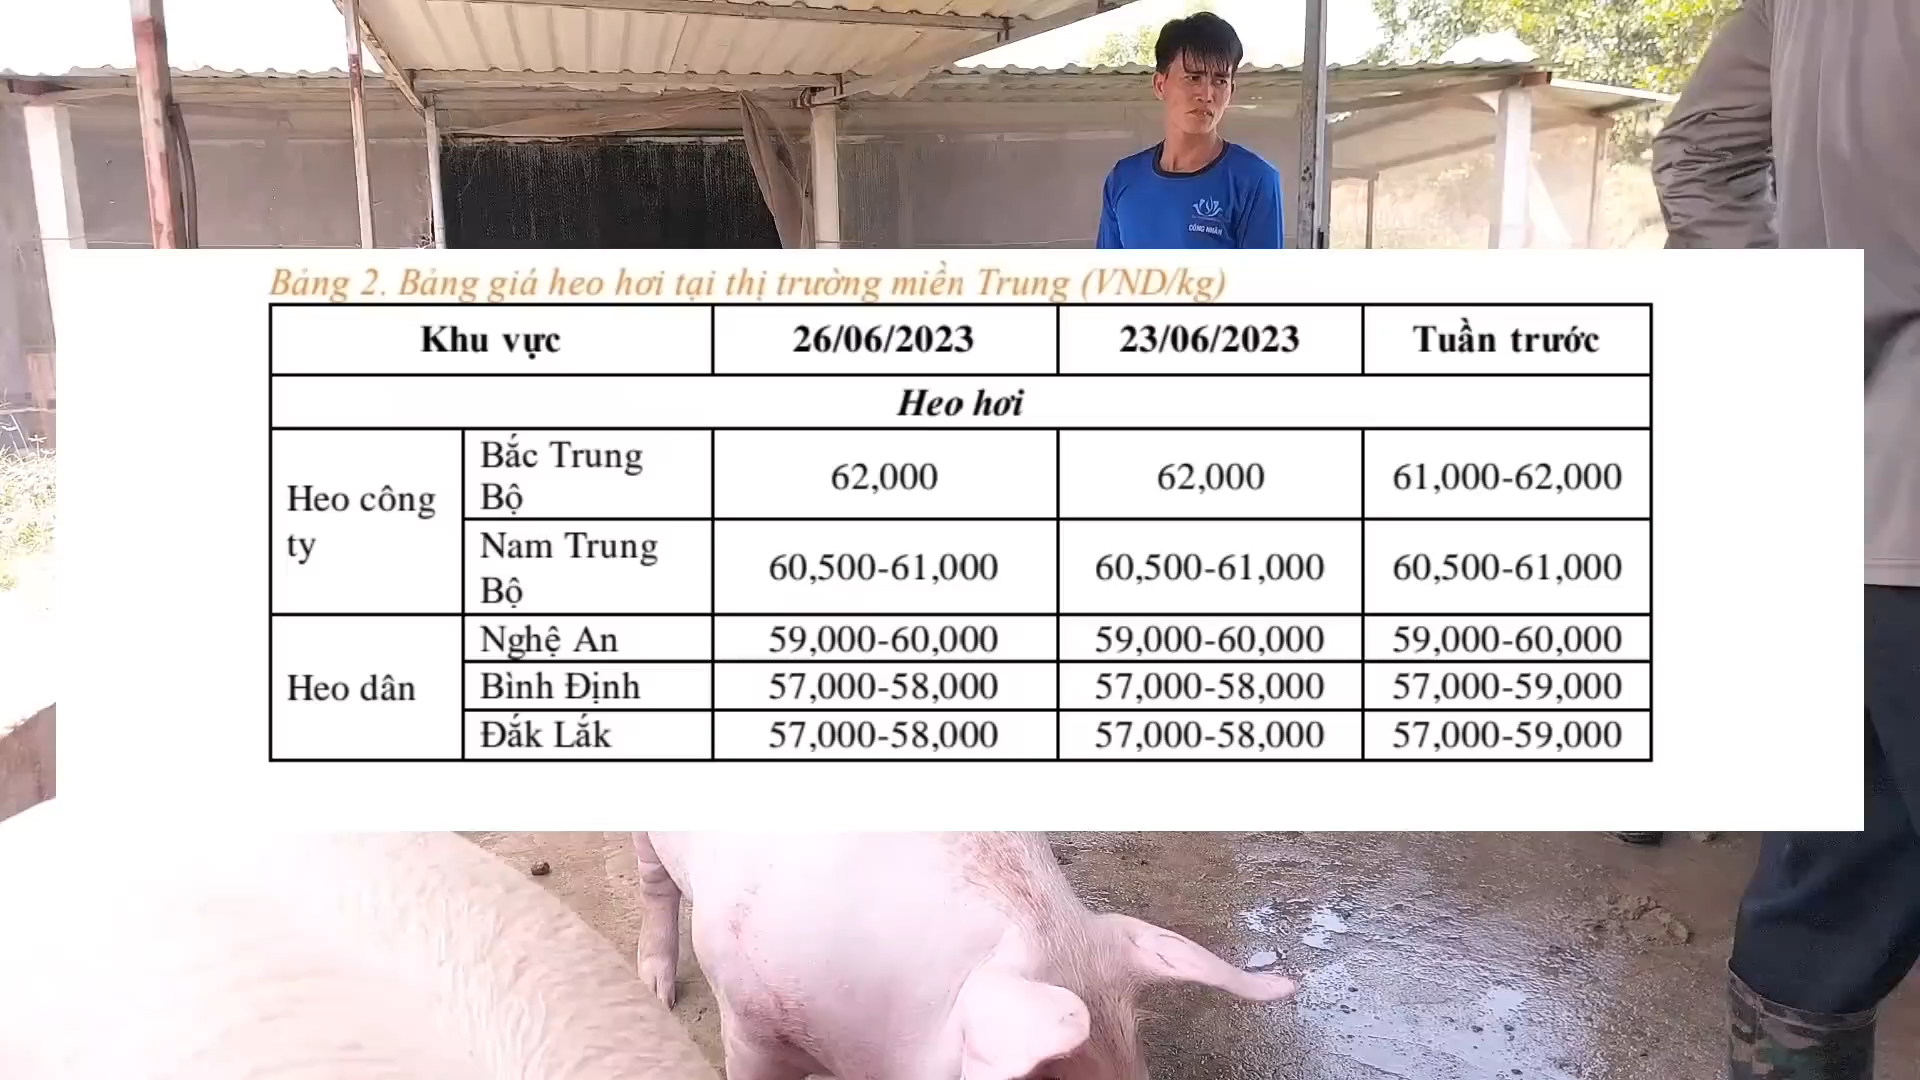 CÔNG NHÂN
Bảng 2. Bảng giá heo hơi tại thị trường miền Trung (VND/kg)
Khu vực 26/06/2023 23/06/2023 Tuần trước
Heo hơi
Heo công ty
Bắc Trung Bộ 62,000 62,000 61,000-62,000
Nam Trung Bộ 60,500-61,000 60,500-61,000 60,500-61,000
Heo dân
Nghệ An 59,000-60,000 59,000-60,000 59,000-60,000
Bình Định 57,000-58,000 57,000-58,000 57,000-59,000
Đắk Lắk 57,000-58,000 57,000-58,000 57,000-59,000